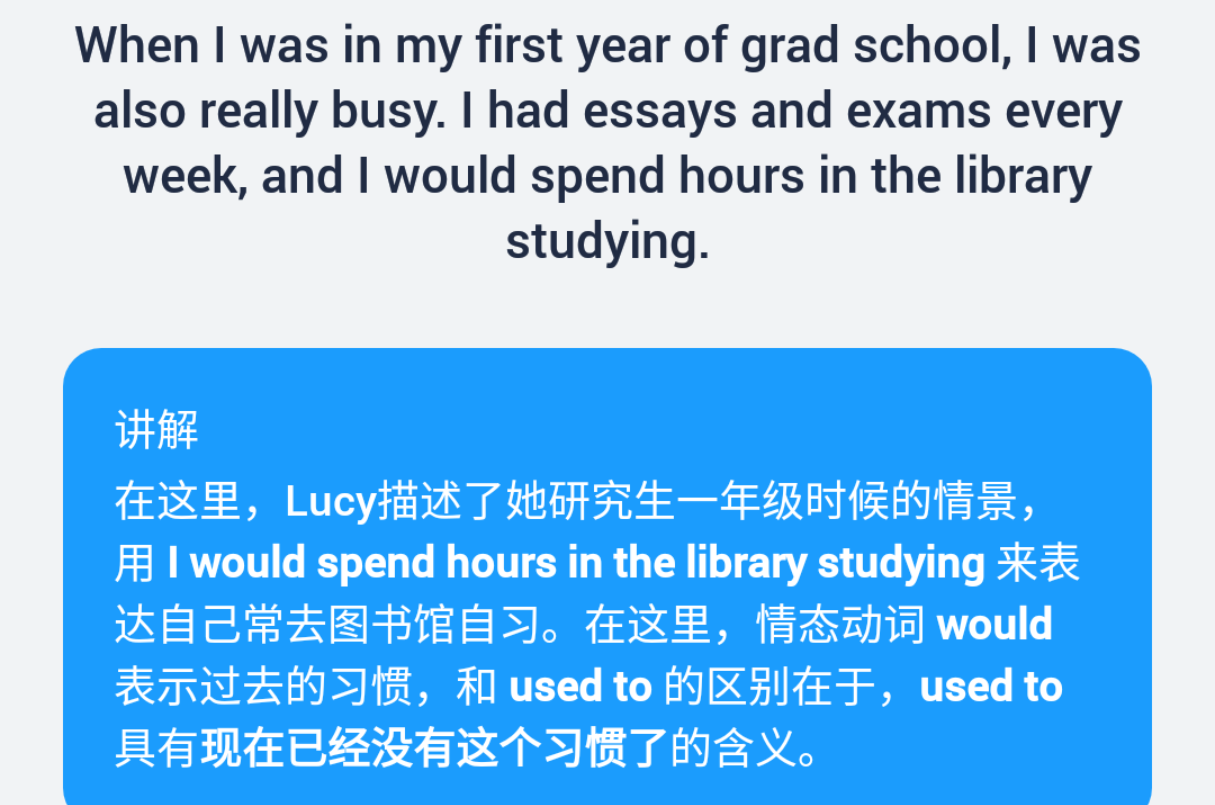 When I was in my first year of grad school, I was
also really busy. I had essays and exams every
week, and I would spend hours in the library
studying.
讲解
在这里，Lucy描述了她研究生一年级时候的情景，
用 I would spend hours in the library studying 来表
达自己常去图书馆自习。在这里，情态动词 would
表示过去的习惯，和 used to 的区别在于，used to
具有现在已经没有这个习惯了的含义。